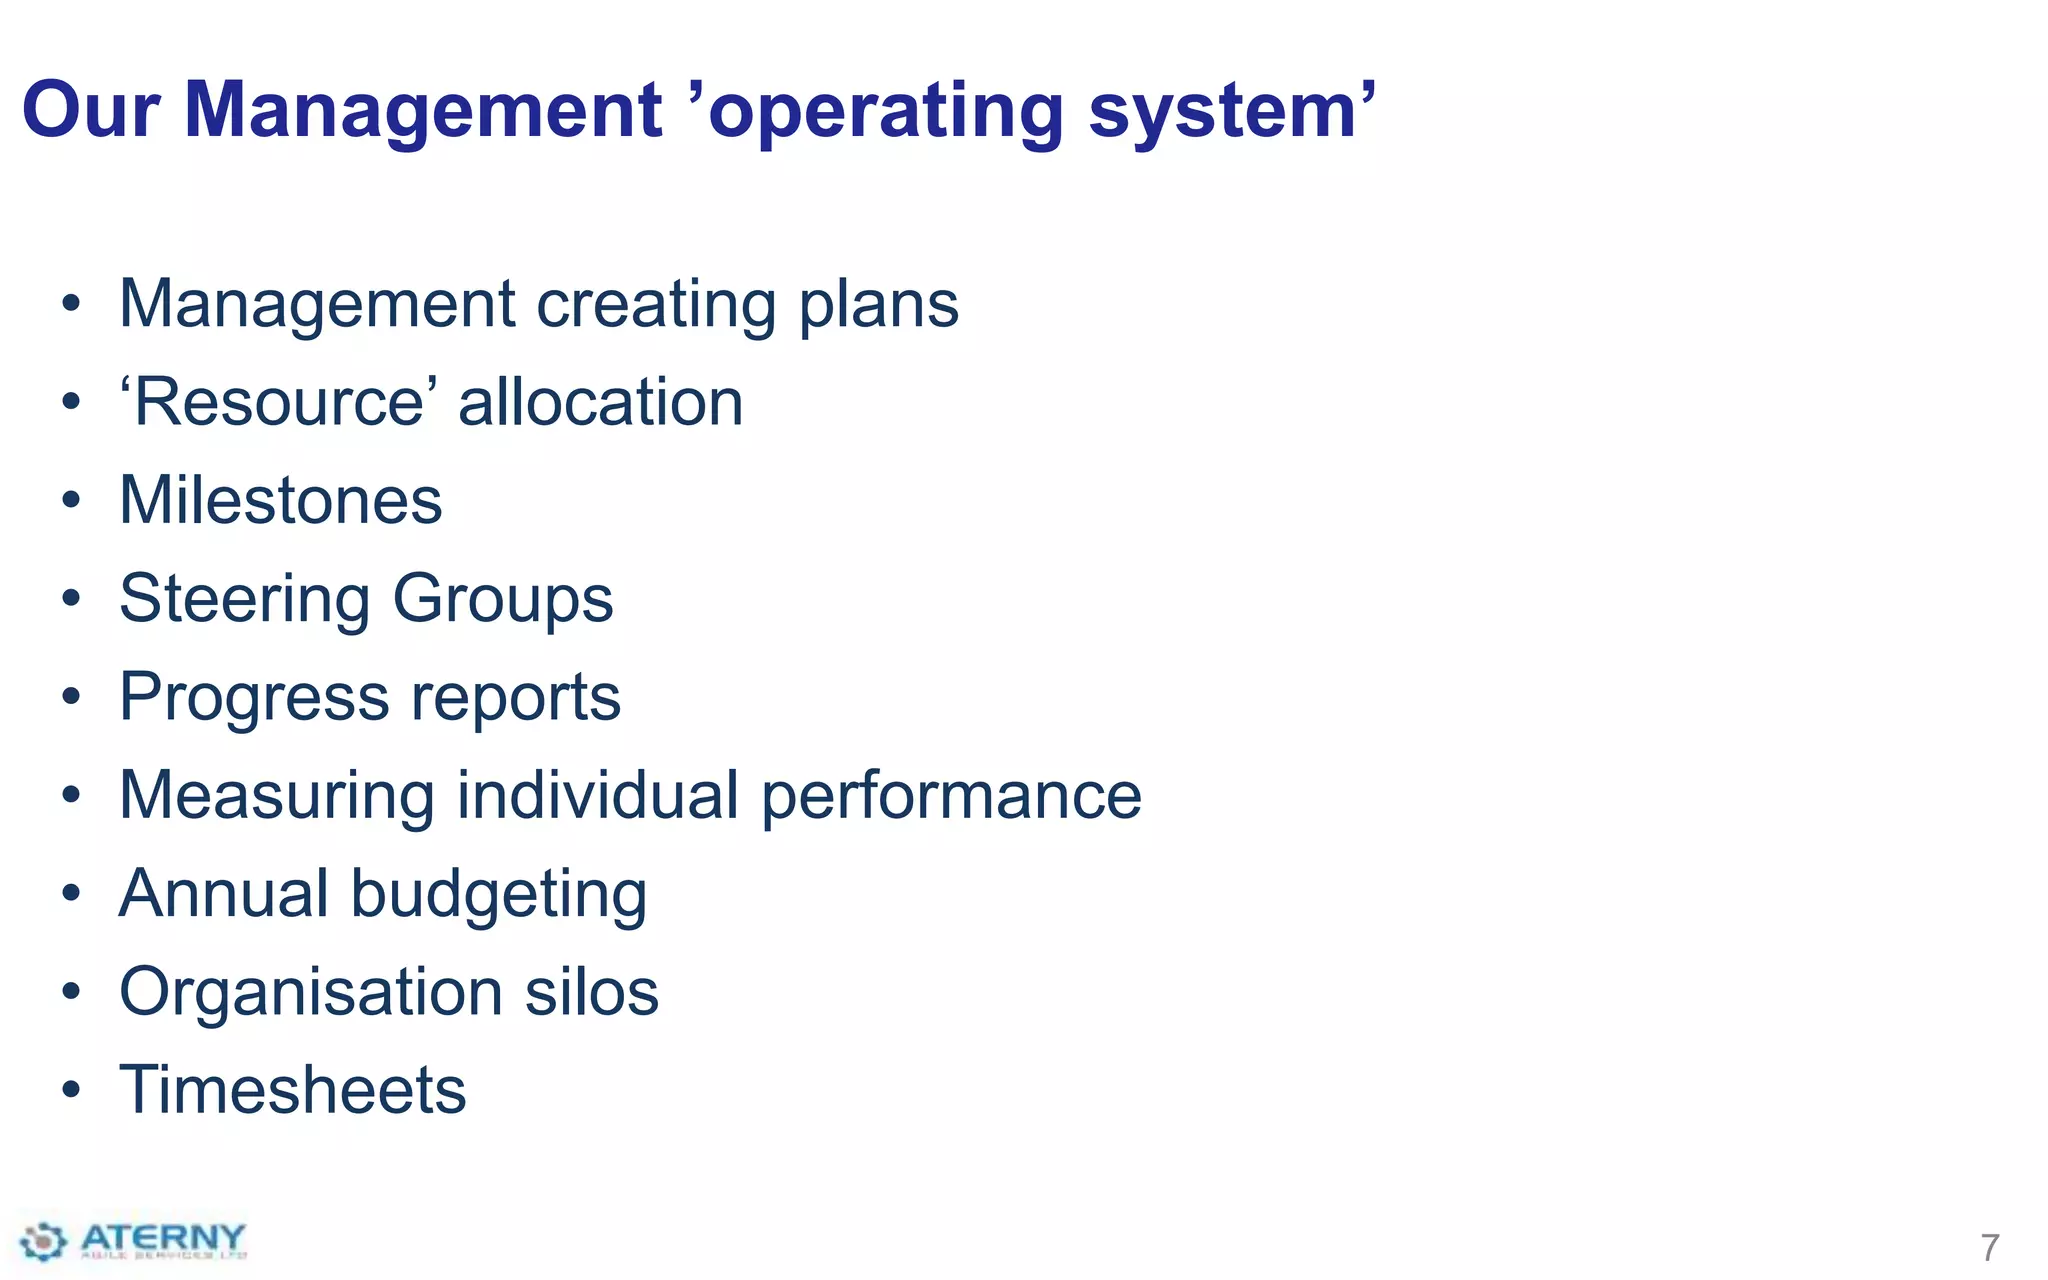 Our Management ’operating system’
• Management creating plans
• ‘Resource’ allocation
• Milestones
• Steering Groups
• Progress reports
• Measuring individual performance
• Annual budgeting
• Organisation silos
• Timesheets
ATERNY
AGILE SERVICES LTD
7